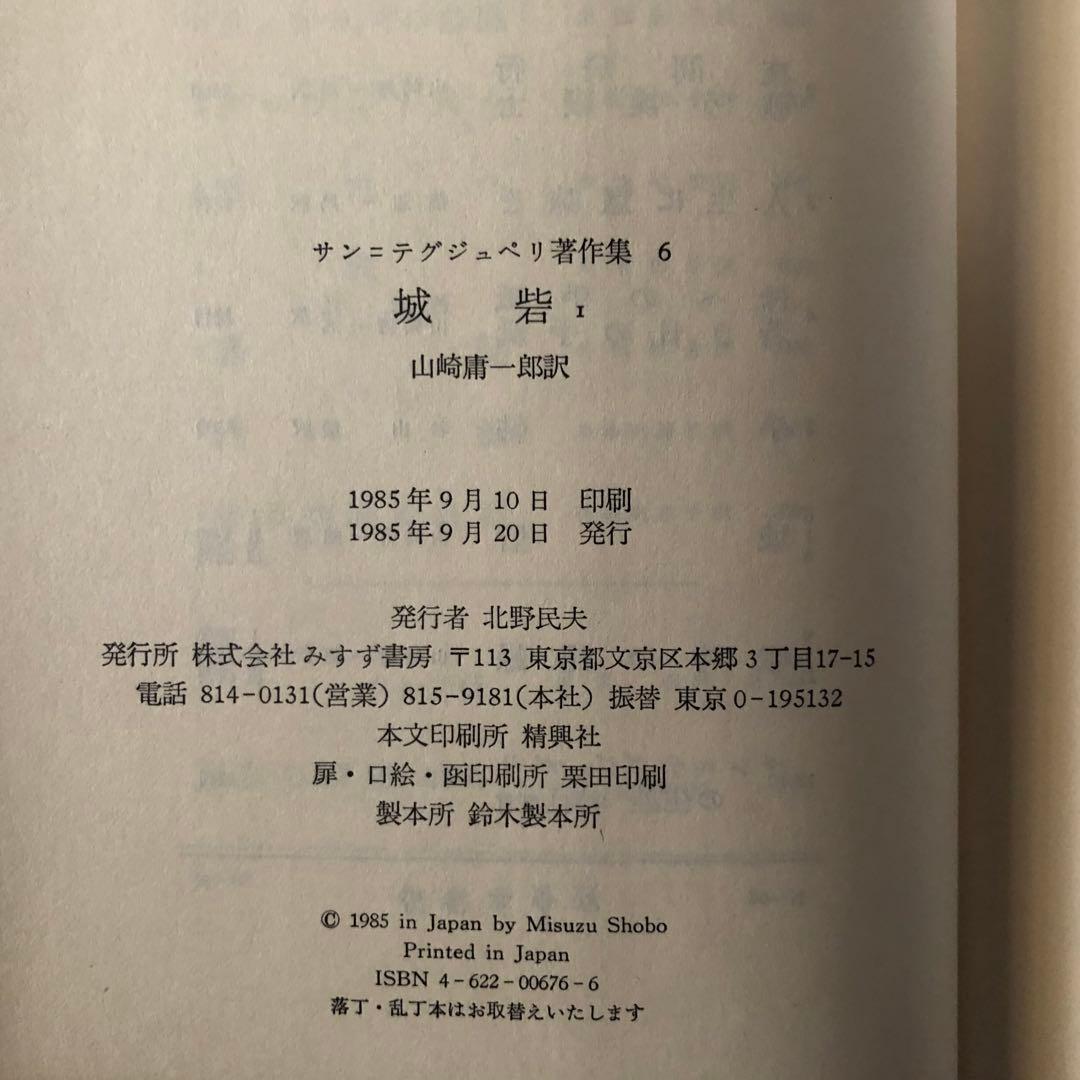 サン＝テグジュペリ著作集 6
城 砦 I
山崎庸一郎訳
1985年9月10日 印刷
1985年9月20日 発行
発行者 北野民夫
発行所 株式会社 みすず書房 〒113 東京都文京区本郷3丁目17-15
電話 814-0131(営業) 815-9181(本社) 振替 東京0-195132
本文印刷所 精興社
扉・口絵・函印刷所 栗田印刷
製本所 鈴木製本所
© 1985 in Japan by Misuzu Shobo
Printed in Japan
ISBN 4-622-00676-6
落丁・乱丁本はお取替えいたします